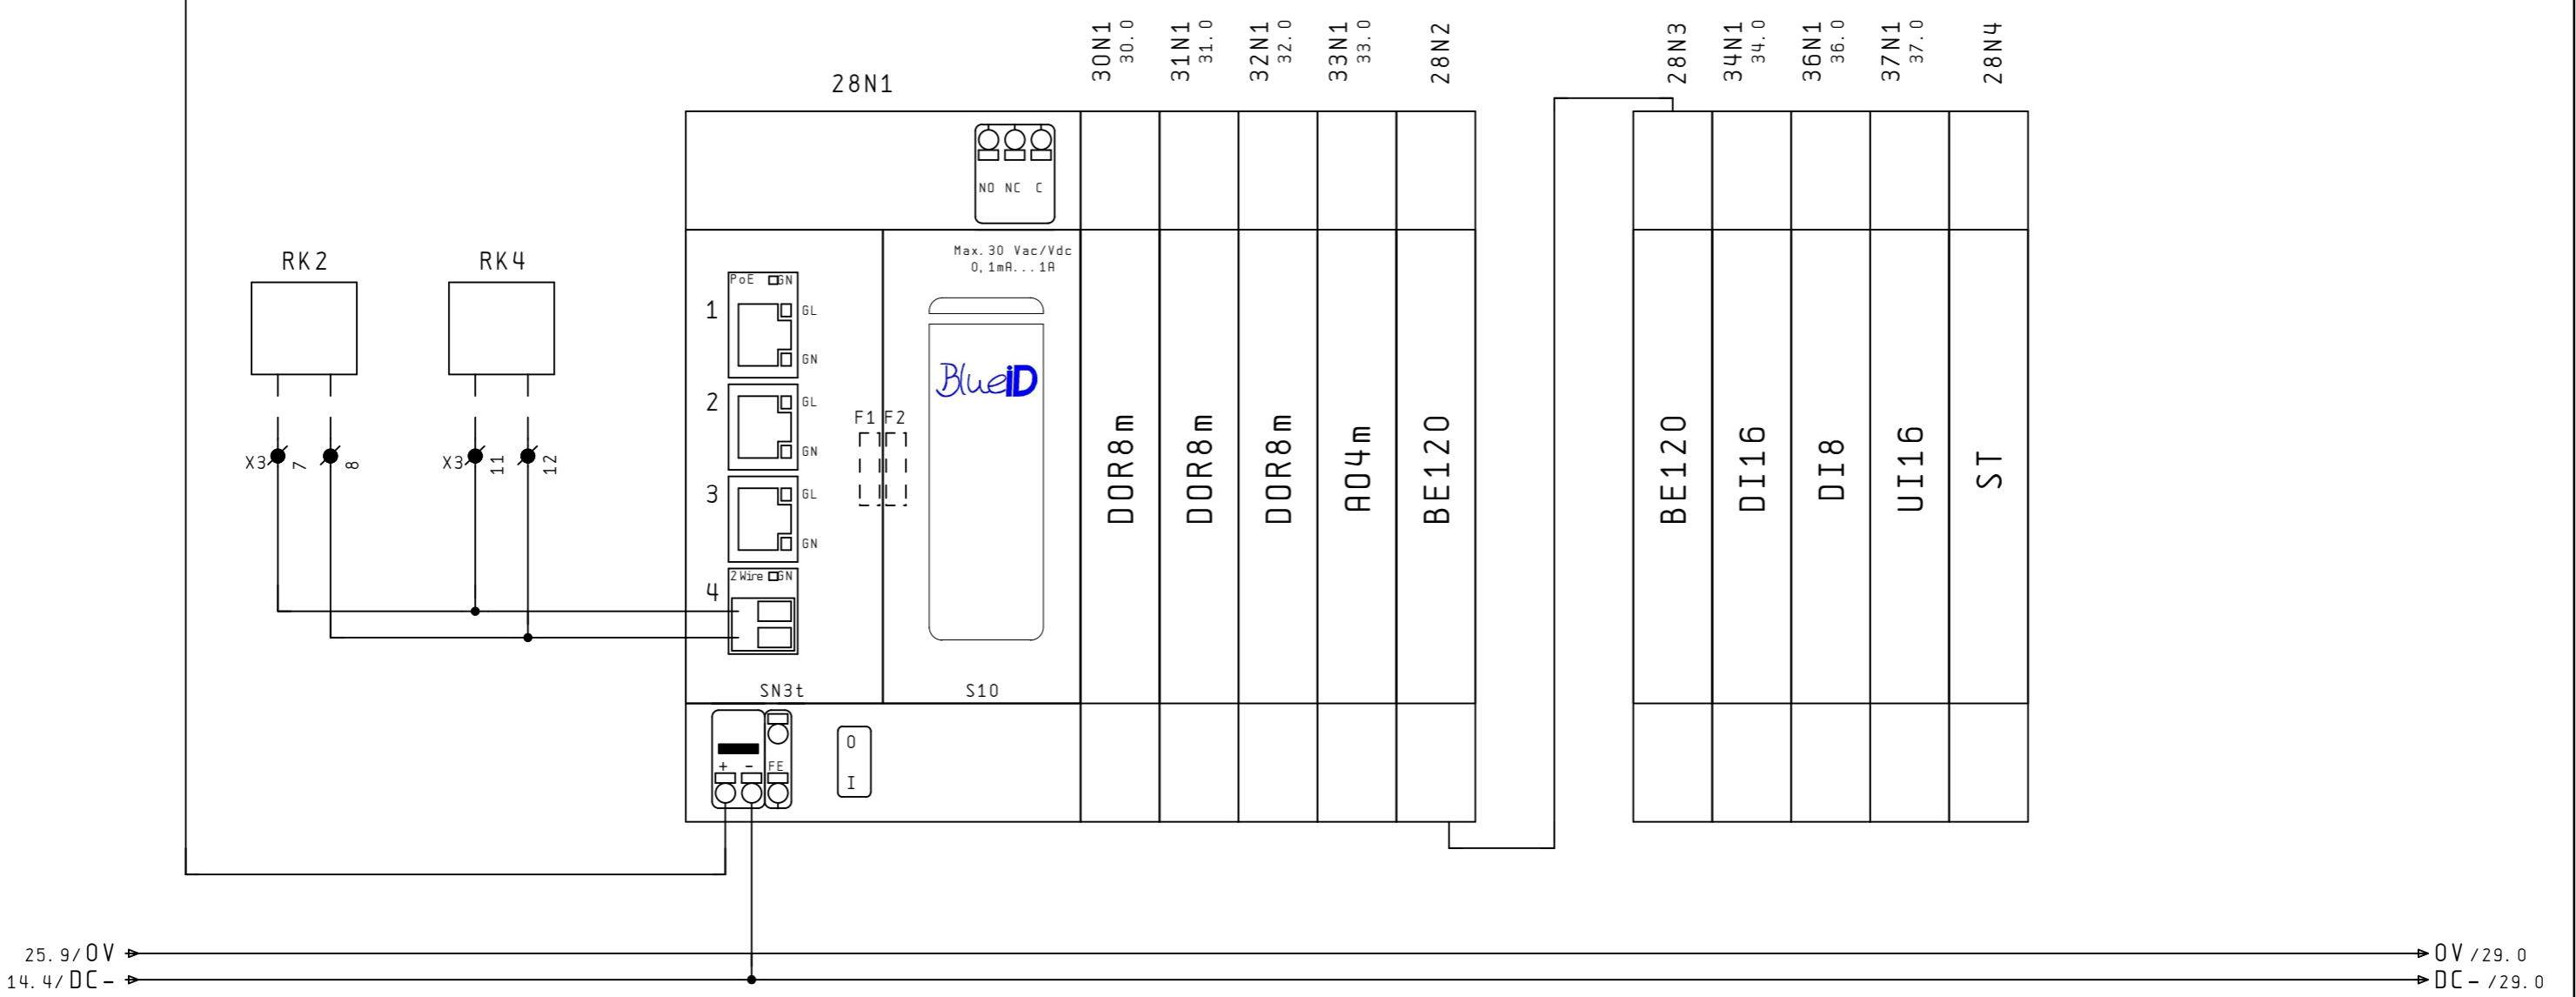 28N1
30N1
30.0
31N1
31.0
32N1
32.0
33N1
33.0
28N2
28N3
34N1
34.0
36N1
36.0
37N1
37.0
28N4
NO NC C
Max.30 Vac/Vdc
0,1mA...1A
RK2
RK4
PoE GN
1
GL
GN
2
GL
GN
3
GL
GN
2Wire GN
4
F1 F2
BlueiD
X3
7
8
X3
11
12
DOR8m
DOR8m
DOR8m
AO4m
BE120
BE120
DI16
DI8
UI16
ST
SN3t
S10
+ - FE
0
I
25.9/0V
0V/29.0
14.4/DC-
DC-/29.0